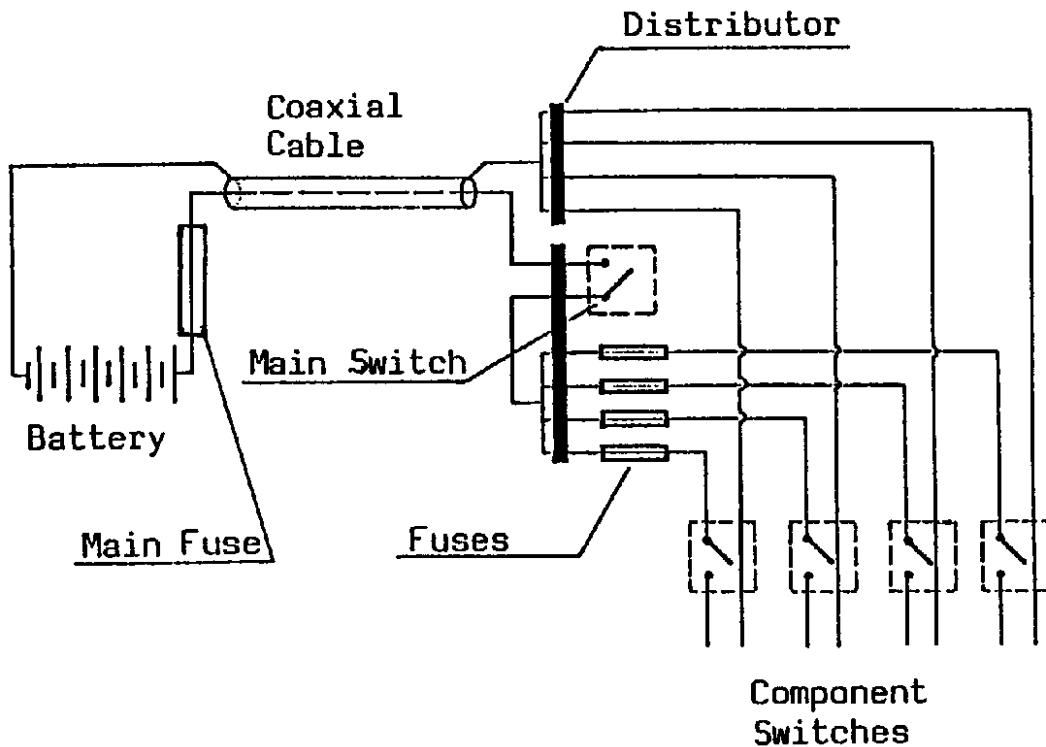 Distributor
Coaxial
Cable
Main Switch
Battery
Main Fuse
Fuses
Component
Switches